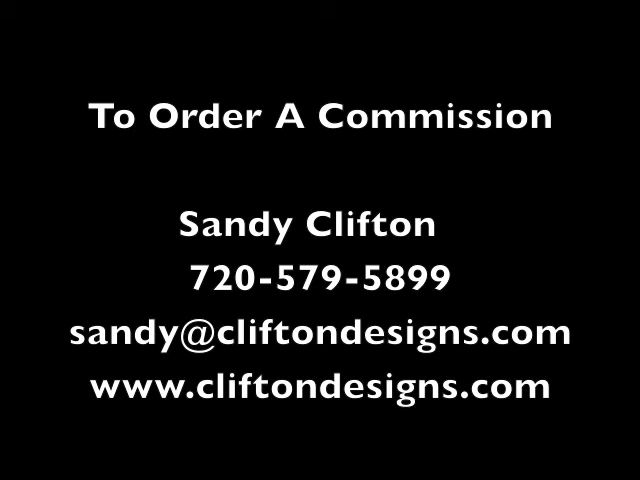 To Order A Commission
Sandy Clifton
720-579-5899
sandy@cliftondesigns.com
www.cliftondesigns.com